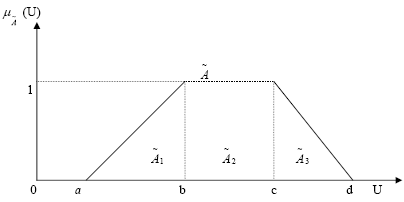 μ_Ã (U)
Ã
1
Ã₁ Ã₂ Ã₃
0 a b c d U